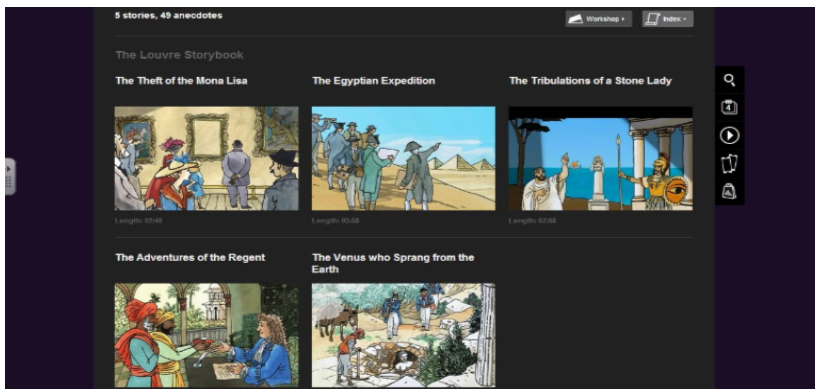 5 stories, 49 anecdotes
Workshop
Index
The Louvre Storybook
The Theft of the Mona Lisa
The Egyptian Expedition
The Tribulations of a Stone Lady
4
Length: 02:49
Length: 03:58
Length: 02:58
The Adventures of the Regent
The Venus who Sprang from the
Earth